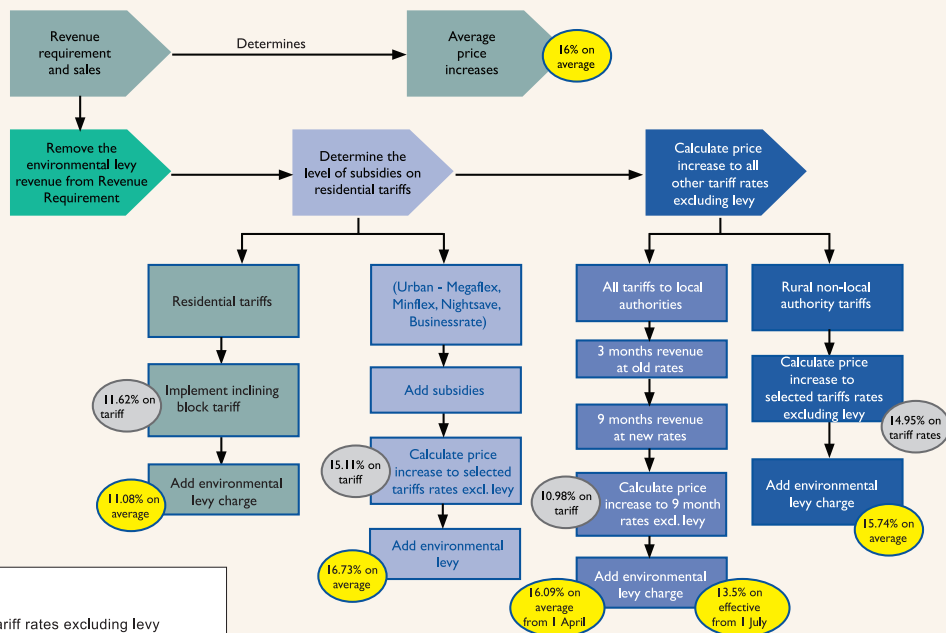 Revenue
requirement
and sales
Determines
Average
price
increases
16% on
average
Remove the
environmental levy
revenue from Revenue
Requirement
Determine the
level of subsidies on
residential tariffs
Calculate price
increase to all
other tariff rates
excluding levy
Residential tariffs
Implement inclining
block tariff
11.62% on
tariff
Add environmental
levy charge
11.08% on
average
(Urban - Megaflex,
Minflex, Nightsave,
Businessrate)
Add subsidies
Calculate price
increase to selected
tariffs rates excl. levy
15.11% on
tariff
Add environmental
levy
16.73% on
average
All tariffs to local
authorities
3 months revenue
at old rates
9 months revenue
at new rates
Calculate price
increase to 9 month
rates excl. levy
10.98% on
tariff
Add environmental
levy charge
16.09% on
average
from 1 April
13.5% on
effective
from 1 July
Rural non-local
authority tariffs
Calculate price
increase to
selected tariffs rates
excluding levy
14.95% on
tariff rates
Add environmental
levy charge
15.74% on
average
ariff rates excluding levy